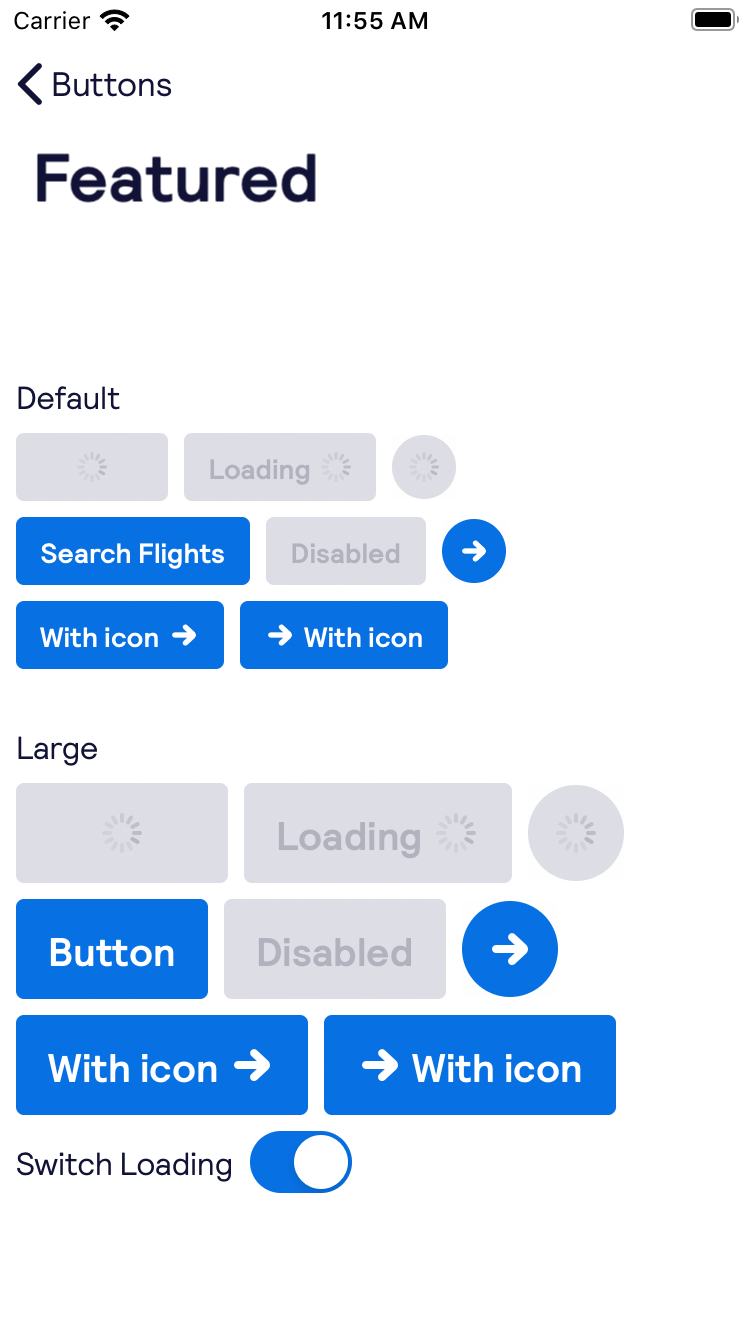 Carrier 11:55 AM
Buttons
Featured
Default
Loading
Search Flights Disabled
With icon With icon
Large
Loading
Button Disabled
With icon With icon
Switch Loading